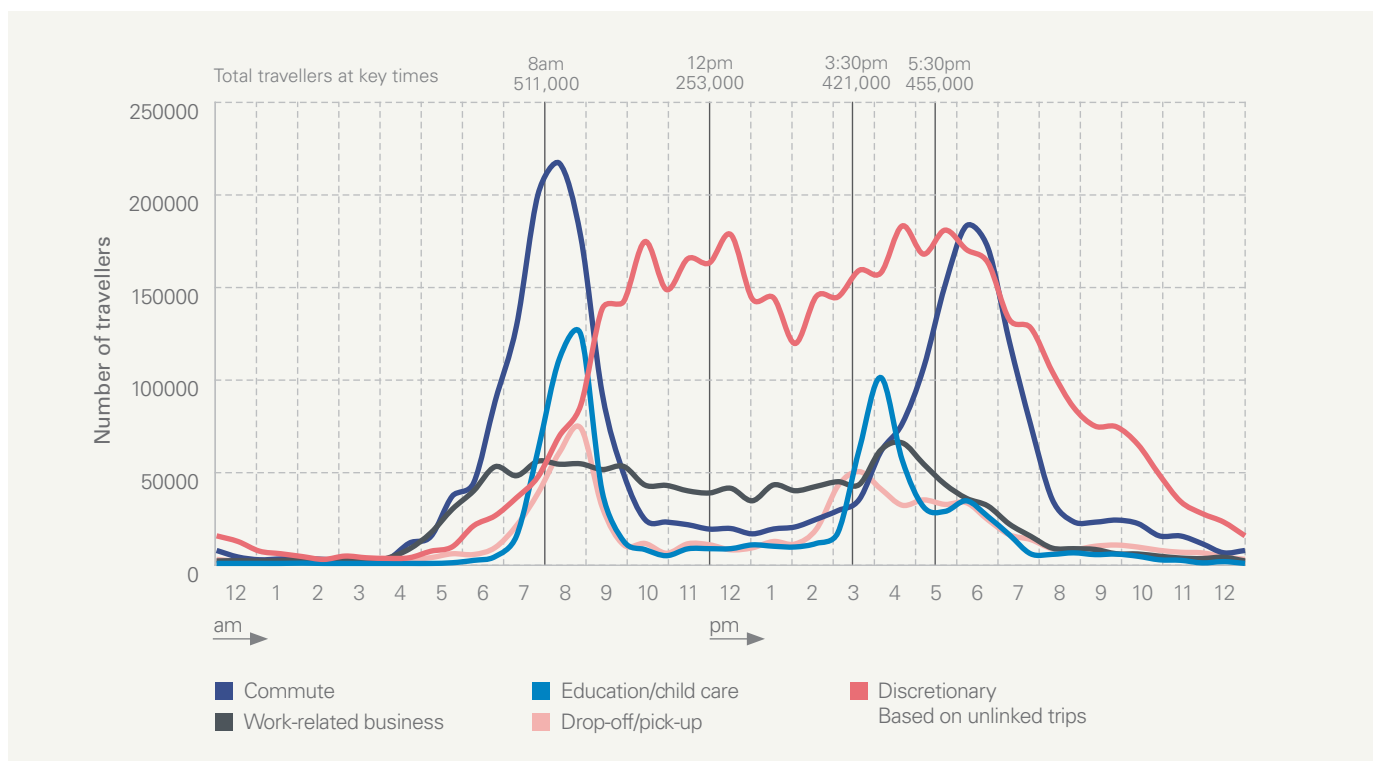 Total travellers at key times
8am
511,000
12pm
253,000
3:30pm
421,000
5:30pm
455,000
250000
200000
150000
100000
50000
0
Number of travellers
12 1 2 3 4 5 6 7 8 9 10 11 12 1 2 3 4 5 6 7 8 9 10 11 12
am
pm
Commute
Work-related business
Education/child care
Drop-off/pick-up
Discretionary
Based on unlinked trips